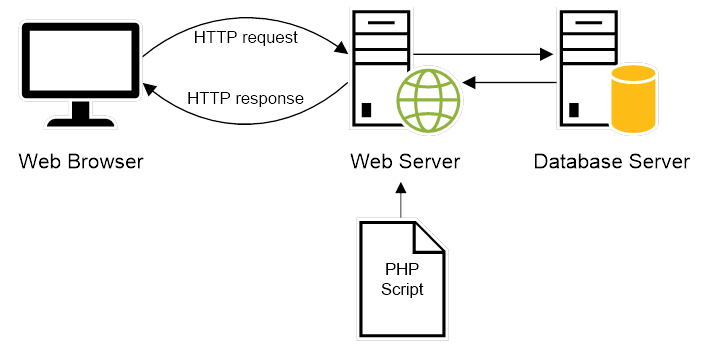 HTTP request
HTTP response
Web Browser
Web Server
Database Server
PHP
Script